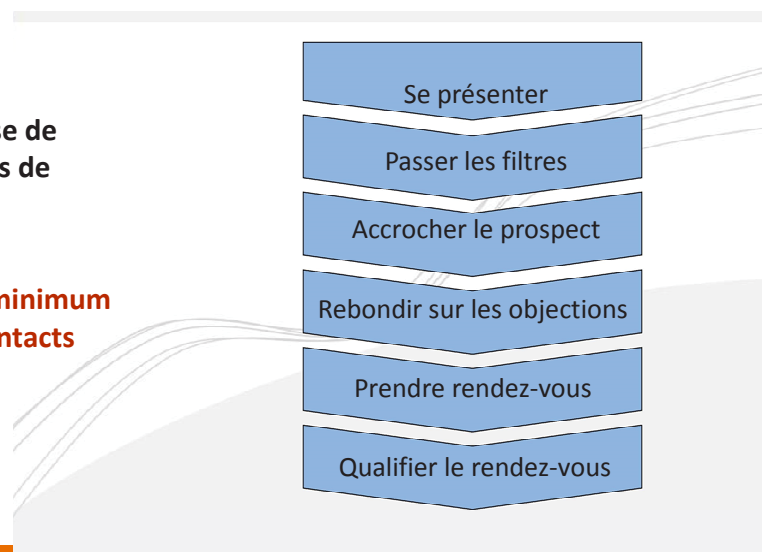 se de
s de
minimum
ntacts
Se présenter
Passer les filtres
Accrocher le prospect
Rebondir sur les objections
Prendre rendez-vous
Qualifier le rendez-vous